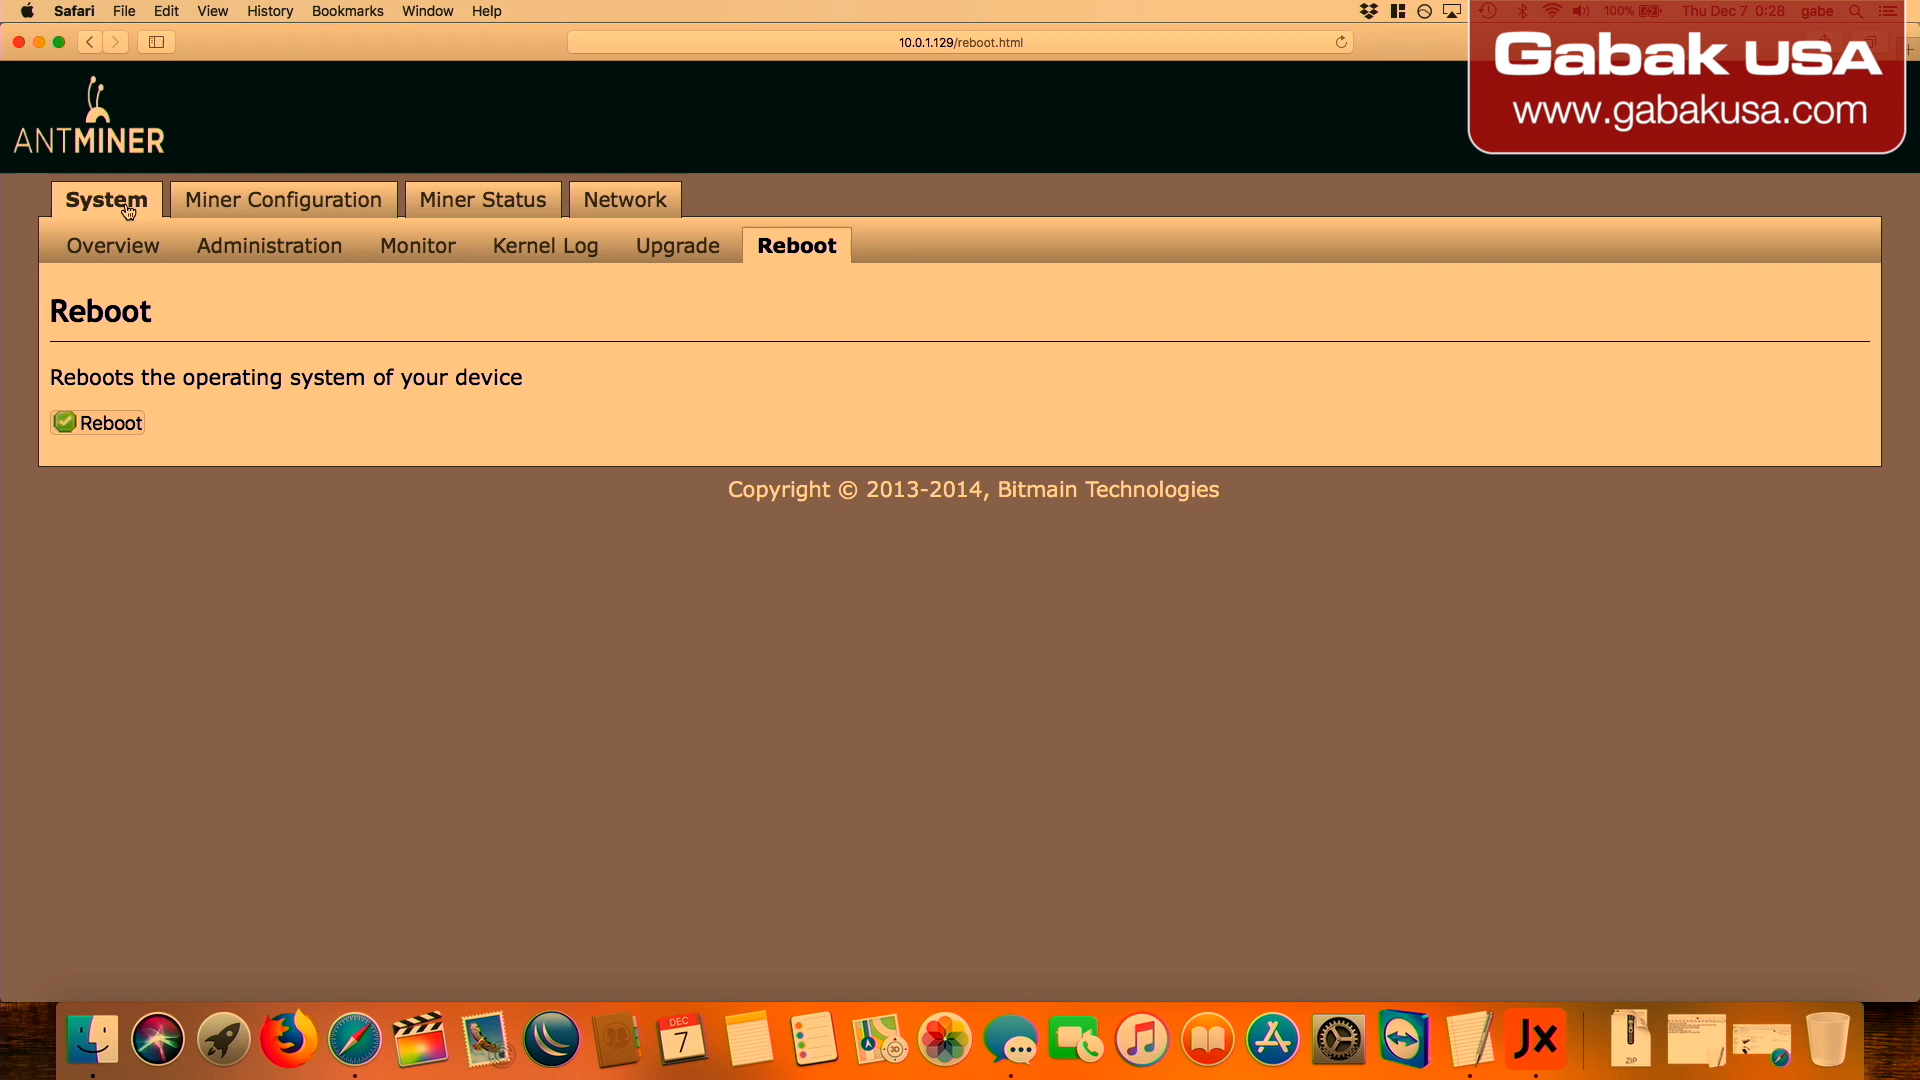 Safari File Edit View History Bookmarks Window Help 100% Thu Dec 7 0:28 gabe
10.0.1.129/reboot.html
Gabak USA
www.gabakusa.com
ANTMINER
System Miner Configuration Miner Status Network
Overview Administration Monitor Kernel Log Upgrade Reboot
Reboot
Reboots the operating system of your device
Reboot
Copyright © 2013-2014, Bitmain Technologies
DEC
7
3D
Jx
ZIP